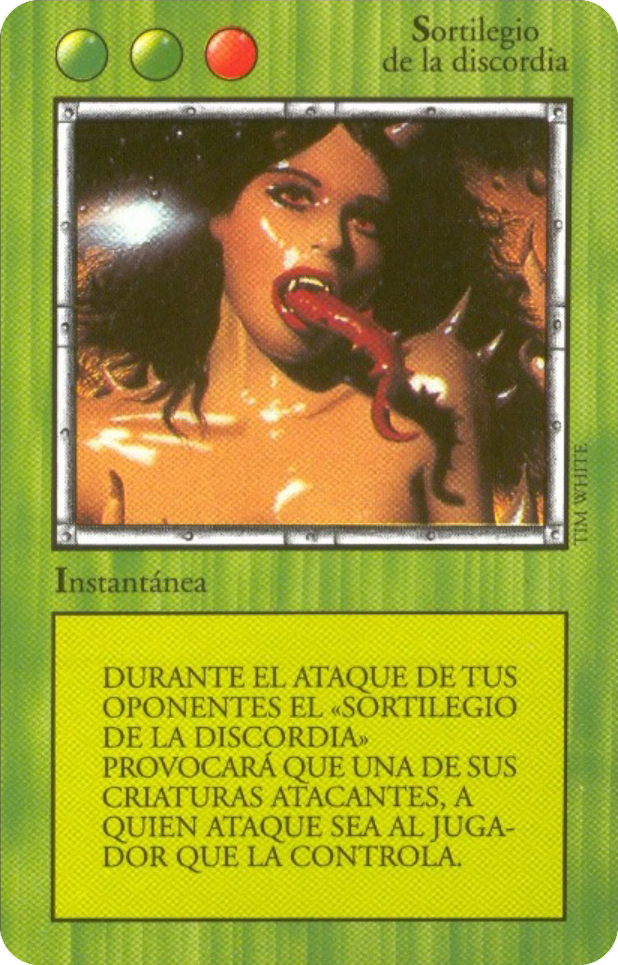 Sortilegio
de la discordia
TIM WHITE
Instantánea
DURANTE EL ATAQUE DE TUS
OPONENTES EL «SORTILEGIO
DE LA DISCORDIA»
PROVOCARÁ QUE UNA DE SUS
CRIATURAS ATACANTES, A
QUIEN ATAQUE SEA AL JUGA-
DOR QUE LA CONTROLA.